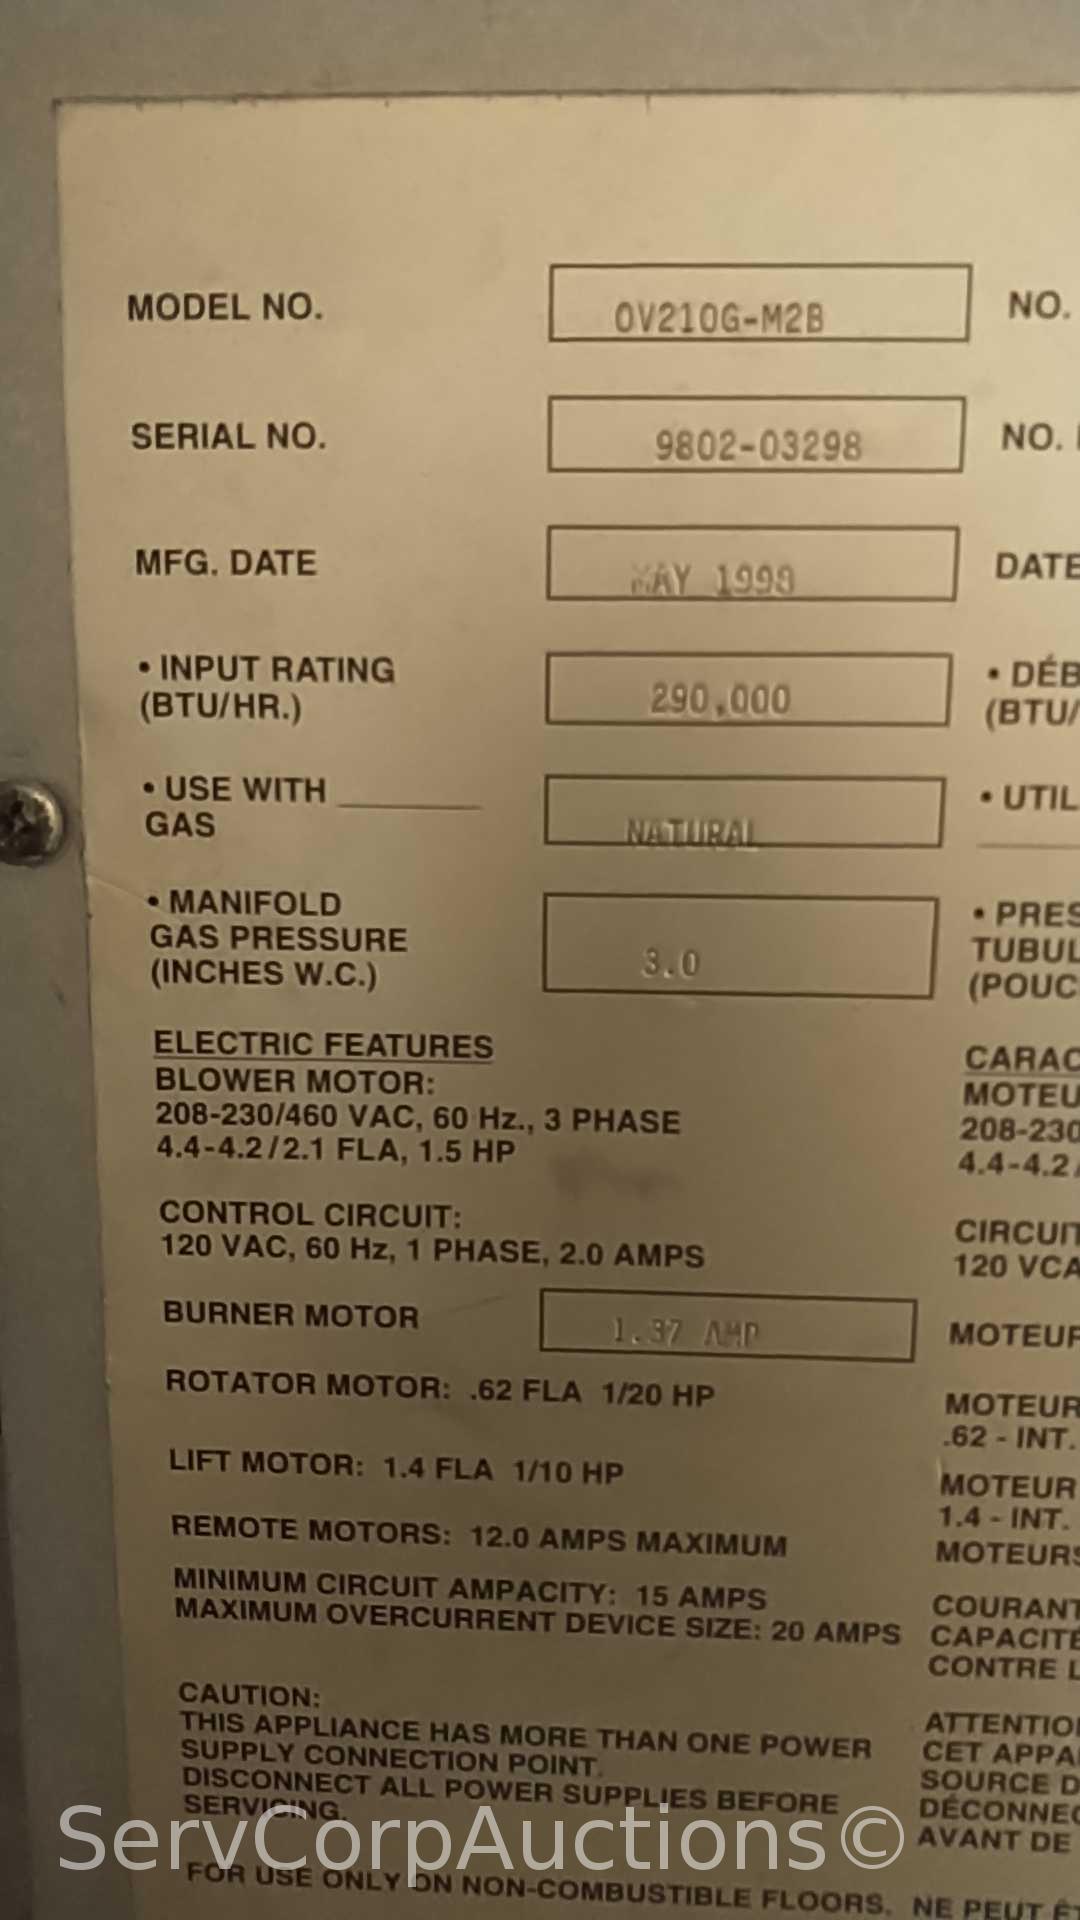 MODEL NO. OV210G-M2B NO.
SERIAL NO. 9802-03298 NO.
MFG. DATE MAY 1998 DATE
• INPUT RATING 290,000 • DÉB
(BTU/HR.) (BTU/
• USE WITH NATURAL • UTIL
GAS
• MANIFOLD • PRES
GAS PRESSURE 3.0 TUBUL
(INCHES W.C.) (POUC
ELECTRIC FEATURES CARAC
BLOWER MOTOR: MOTEU
208-230/460 VAC, 60 Hz., 3 PHASE 208-230
4.4-4.2/2.1 FLA, 1.5 HP 4.4-4.2/
CONTROL CIRCUIT: CIRCUIT
120 VAC, 60 Hz, 1 PHASE, 2.0 AMPS 120 VCA
BURNER MOTOR 1.37 AMP MOTEUR
ROTATOR MOTOR: .62 FLA 1/20 HP MOTEUR
.62 - INT.
LIFT MOTOR: 1.4 FLA 1/10 HP MOTEUR
1.4 - INT.
REMOTE MOTORS: 12.0 AMPS MAXIMUM MOTEURS
MINIMUM CIRCUIT AMPACITY: 15 AMPS COURANT
MAXIMUM OVERCURRENT DEVICE SIZE: 20 AMPS CAPACITÉ
CONTRE L
CAUTION: ATTENTION
THIS APPLIANCE HAS MORE THAN ONE POWER CET APPA
SUPPLY CONNECTION POINT. SOURCE D
DISCONNECT ALL POWER SUPPLIES BEFORE DÉCONNEC
SERVICING. AVANT DE
ServCorpAuctions©
FOR USE ONLY ON NON-COMBUSTIBLE FLOORS. NE PEUT ÊT